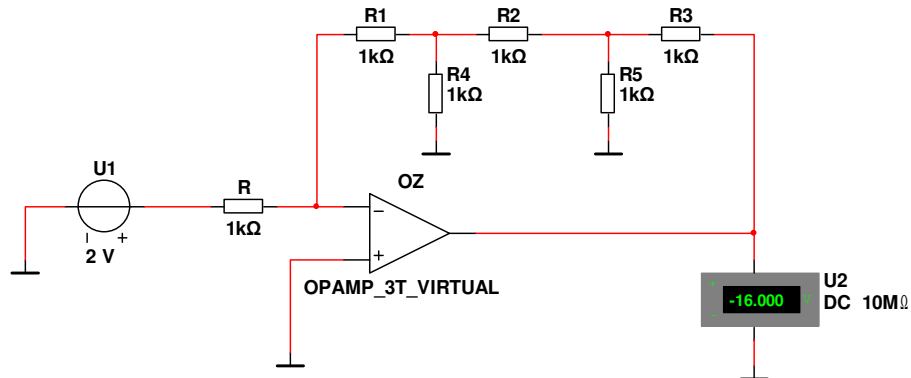 R1
1kΩ
R2
1kΩ
R3
1kΩ
R4
1kΩ
R5
1kΩ
U1
− +
2 V
R
1kΩ
OZ
−
+
OPAMP_3T_VIRTUAL
U2
+
-16.000 V
−
DC 10MΩ